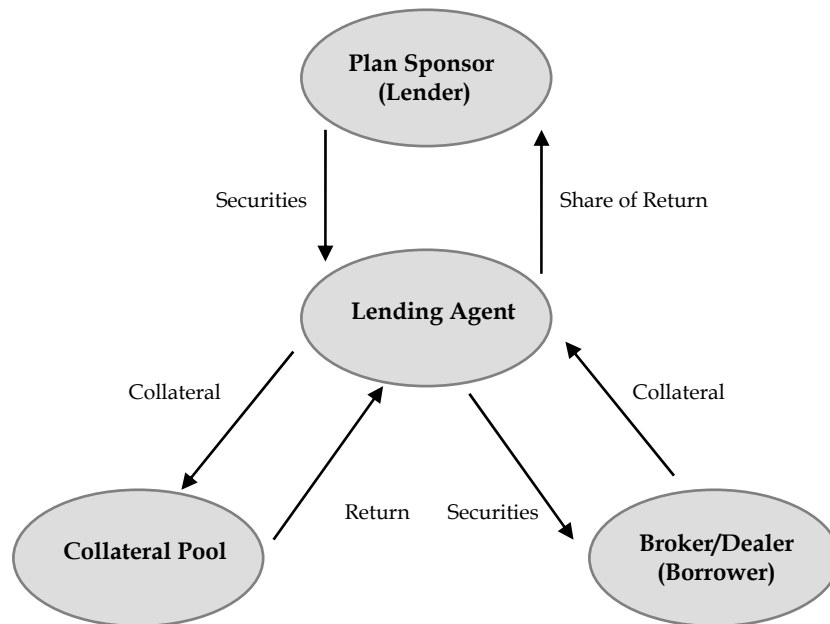 Plan Sponsor
(Lender)
Securities
Share of Return
Lending Agent
Collateral
Collateral
Return
Securities
Collateral Pool
Broker/Dealer
(Borrower)